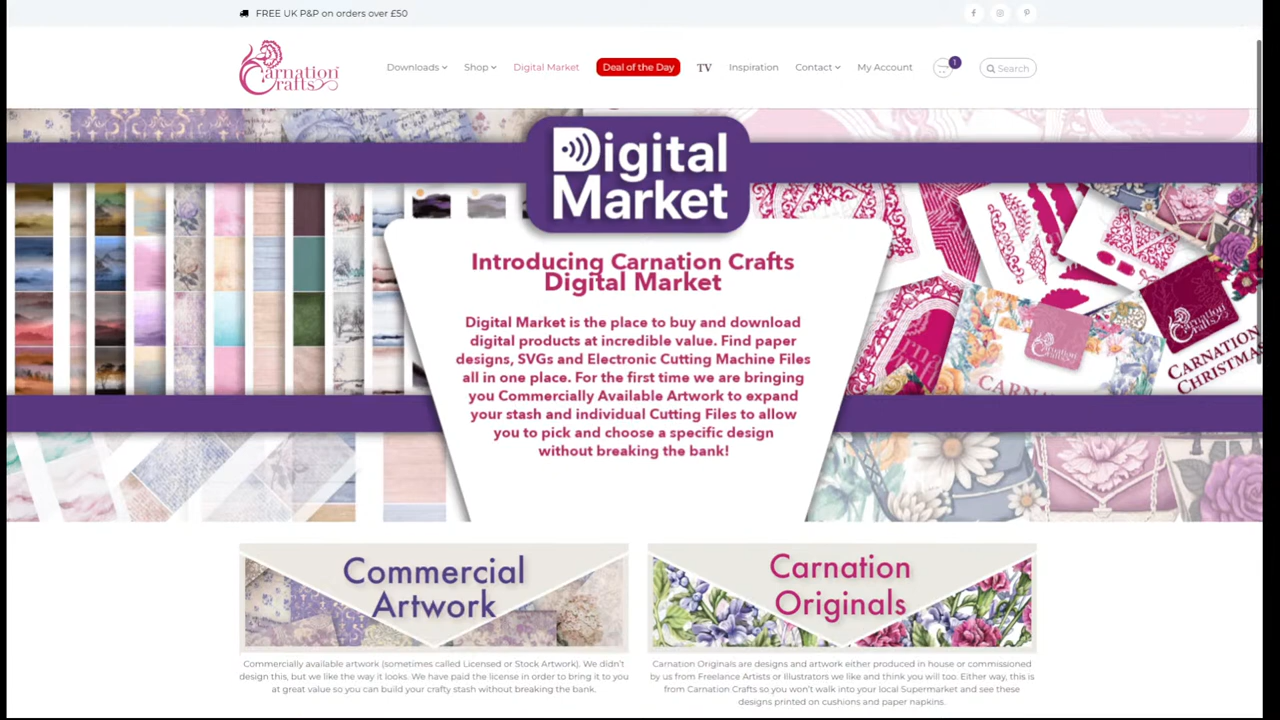 FREE UK P&P on orders over £50
Carnation
Crafts
Downloads
Shop
Digital Market
Deal of the Day
TV
Inspiration
Contact
My Account
1
Search
Digital
Market
Introducing Carnation Crafts
Digital Market
Digital Market is the place to buy and download
digital products at incredible value. Find paper
designs, SVGs and Electronic Cutting Machine Files
all in one place. For the first time we are bringing
you Commercially Available Artwork to expand
your stash and individual Cutting Files to allow
you to pick and choose a specific design
without breaking the bank!
CARNATION
CHRISTMAS
Commercial
Artwork
Commercially available artwork (sometimes called Licensed or Stock Artwork). We didn't
design this, but we like the way it looks. We have paid the license in order to bring it to you
at great value so you can build your crafty stash without breaking the bank.
Carnation
Originals
Carnation Originals are designs and artwork either produced in house or commissioned
by us from Freelance Artists or Illustrators we like and think you will too. Either way, this is
from Carnation Crafts so you won't walk into your local Supermarket and see these
designs printed on cushions and paper napkins.